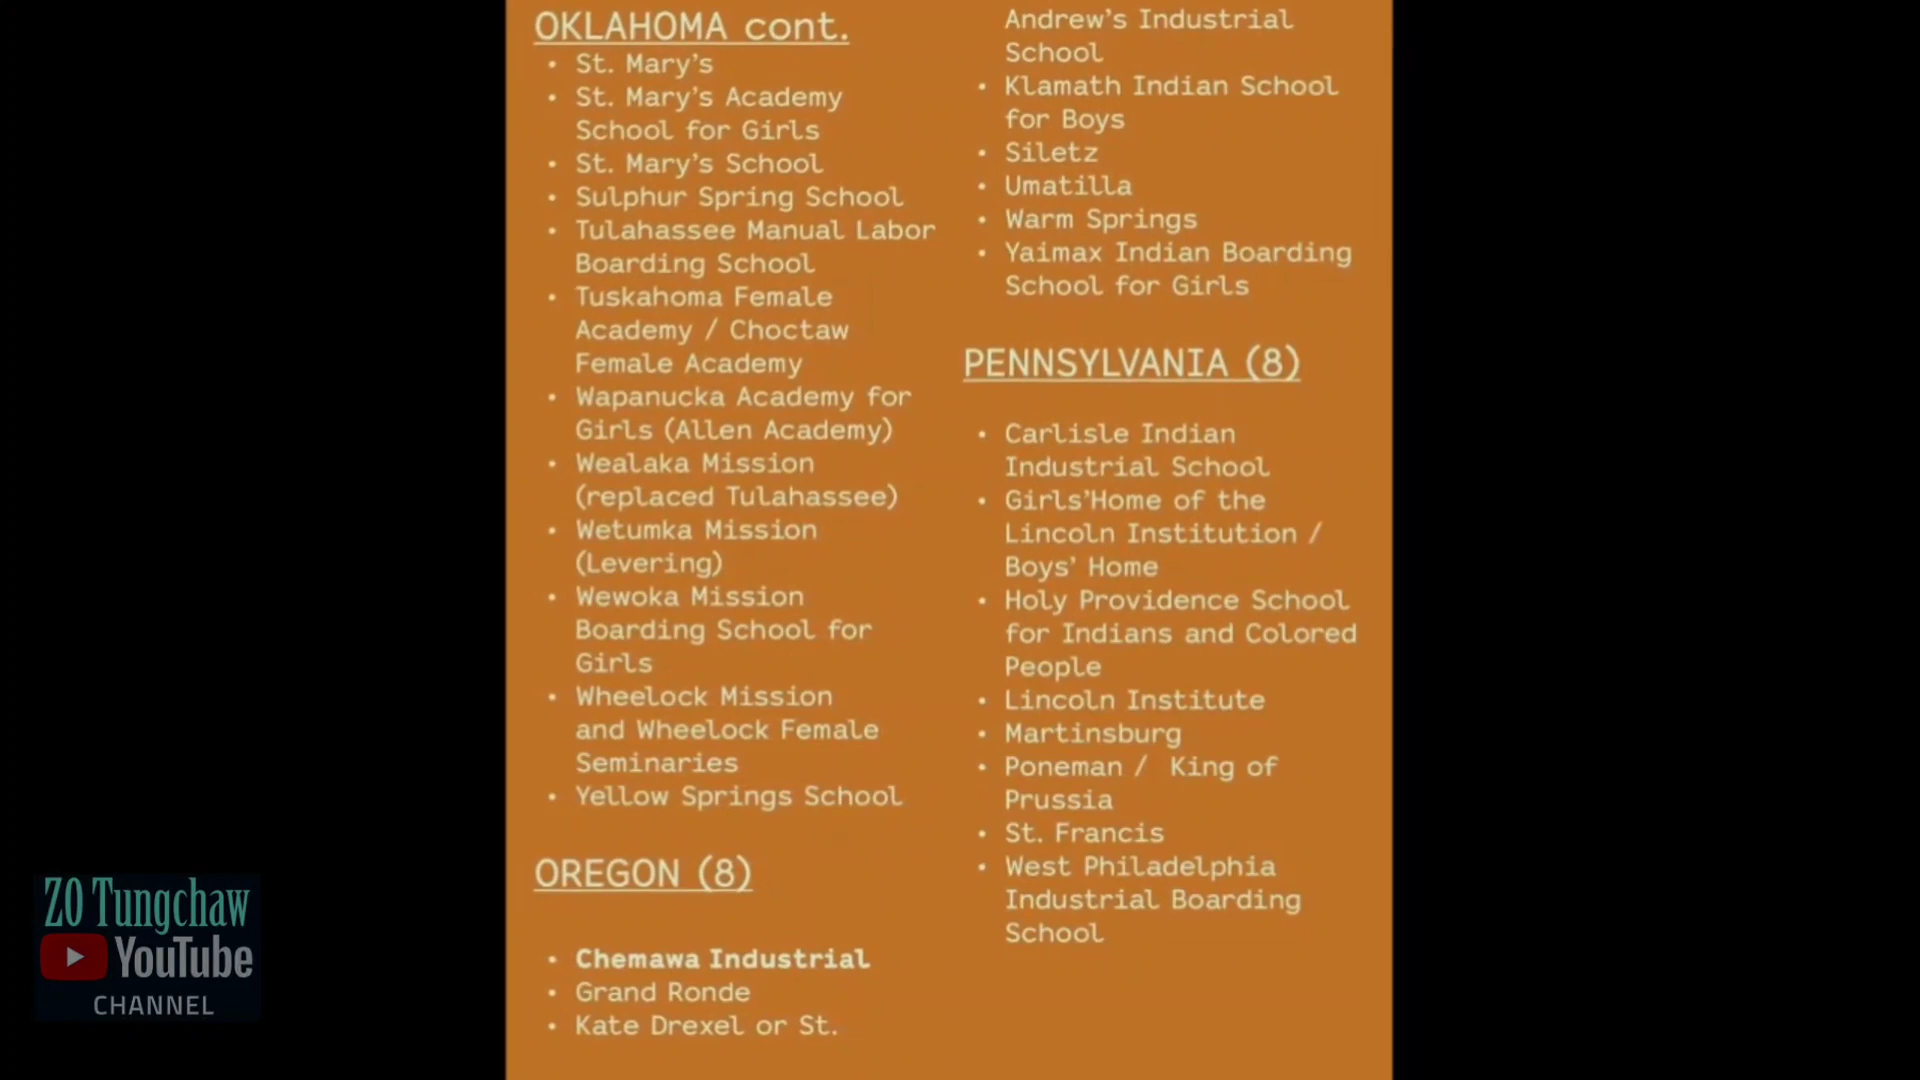 OKLAHOMA cont.
• St. Mary's
• St. Mary's Academy
School for Girls
• St. Mary's School
• Sulphur Spring School
• Tulahassee Manual Labor
Boarding School
• Tuskahoma Female
Academy / Choctaw
Female Academy
• Wapanucka Academy for
Girls (Allen Academy)
• Wealaka Mission
(replaced Tulahassee)
• Wetumka Mission
(Levering)
• Wewoka Mission
Boarding School for
Girls
• Wheelock Mission
and Wheelock Female
Seminaries
• Yellow Springs School
OREGON (8)
• Chemawa Industrial
• Grand Ronde
• Kate Drexel or St.
Andrew's Industrial
School
• Klamath Indian School
for Boys
• Siletz
• Umatilla
• Warm Springs
• Yaimax Indian Boarding
School for Girls
PENNSYLVANIA (8)
• Carlisle Indian
Industrial School
• Girls'Home of the
Lincoln Institution /
Boys' Home
• Holy Providence School
for Indians and Colored
People
• Lincoln Institute
• Martinsburg
• Poneman / King of
Prussia
• St. Francis
• West Philadelphia
Industrial Boarding
School
ZO Tungchaw
YouTube
CHANNEL